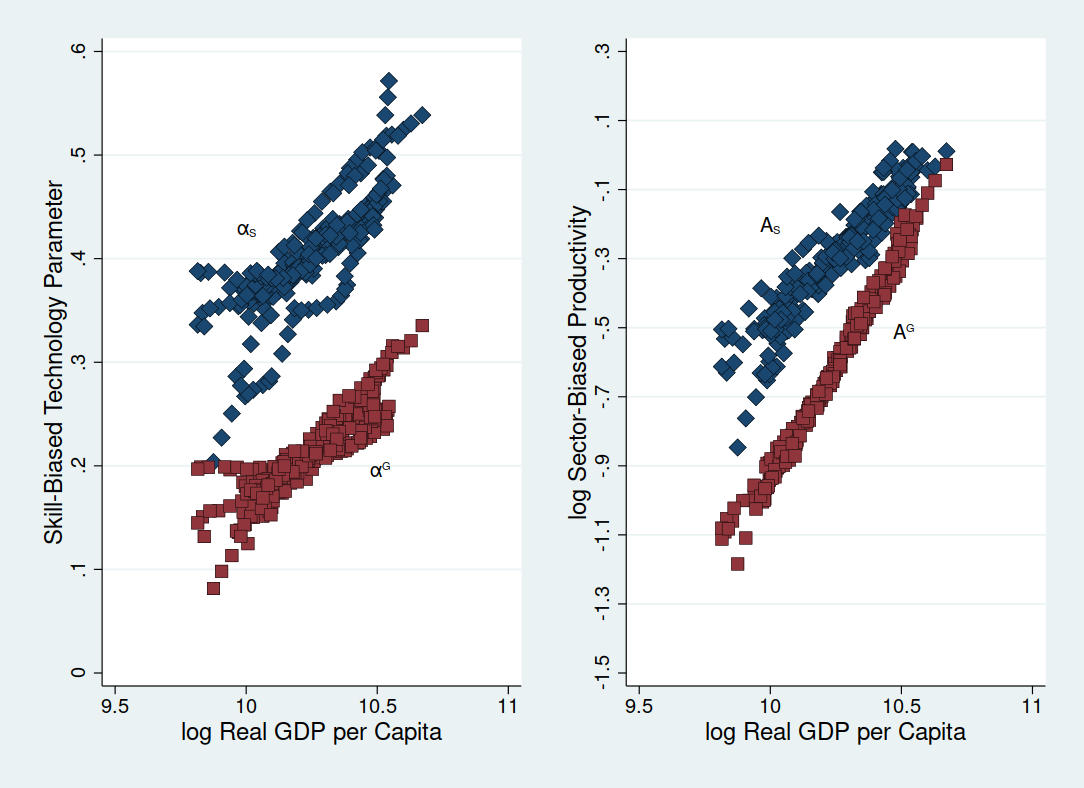 Skill-Biased Technology Parameter
.6
.5
.4
.3
.2
.1
0
αS
αG
9.5 10 10.5 11
log Real GDP per Capita
log Sector-Biased Productivity
.3
.1
-.1
-.3
-.5
-.7
-.9
-1.1
-1.3
-1.5
AS
AG
9.5 10 10.5 11
log Real GDP per Capita